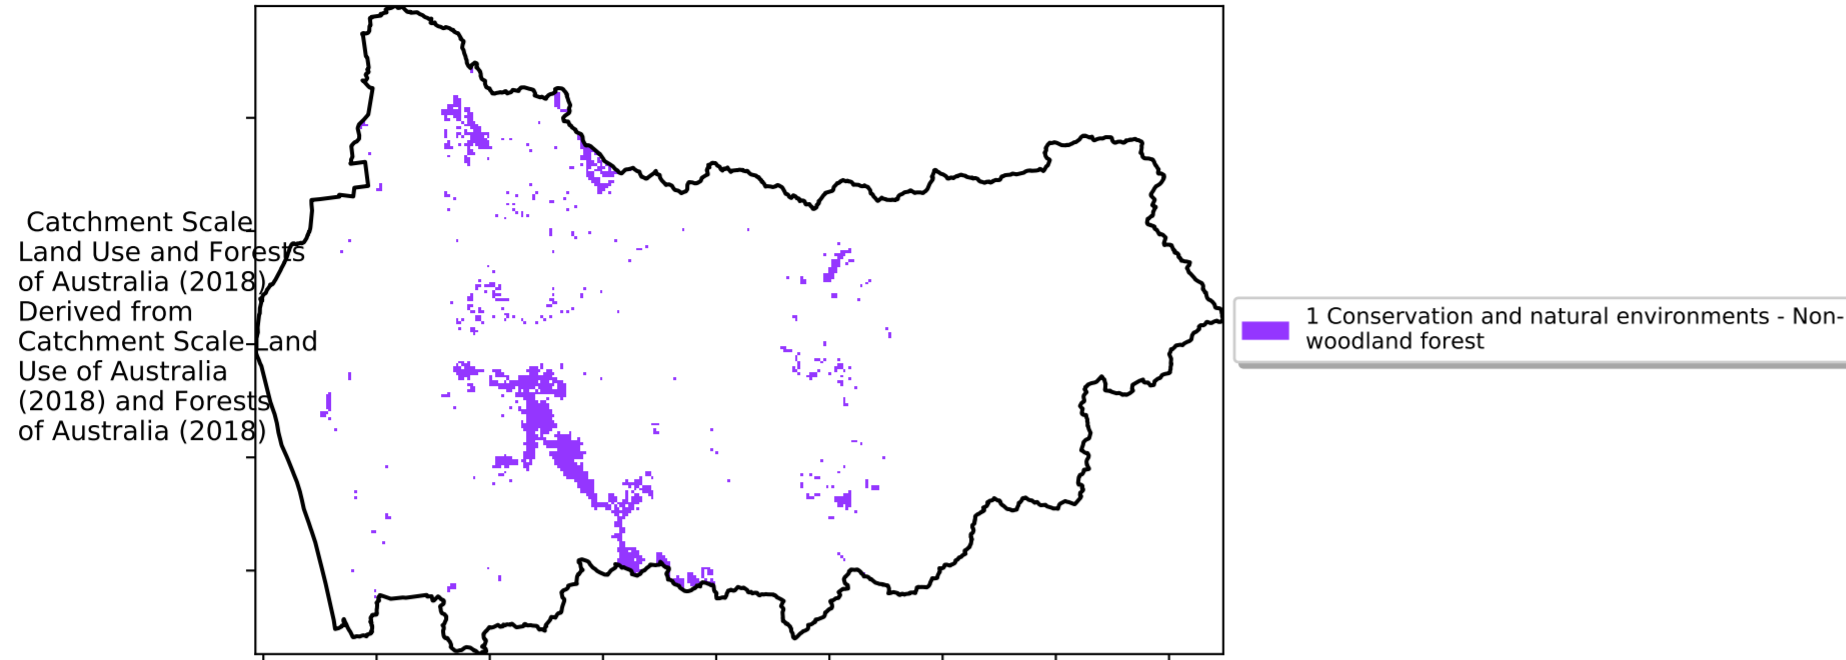 Catchment Scale
Land Use and Forests
of Australia (2018)
Derived from
Catchment Scale Land
Use of Australia
(2018) and Forests
of Australia (2018)
1 Conservation and natural environments - Non-
woodland forest